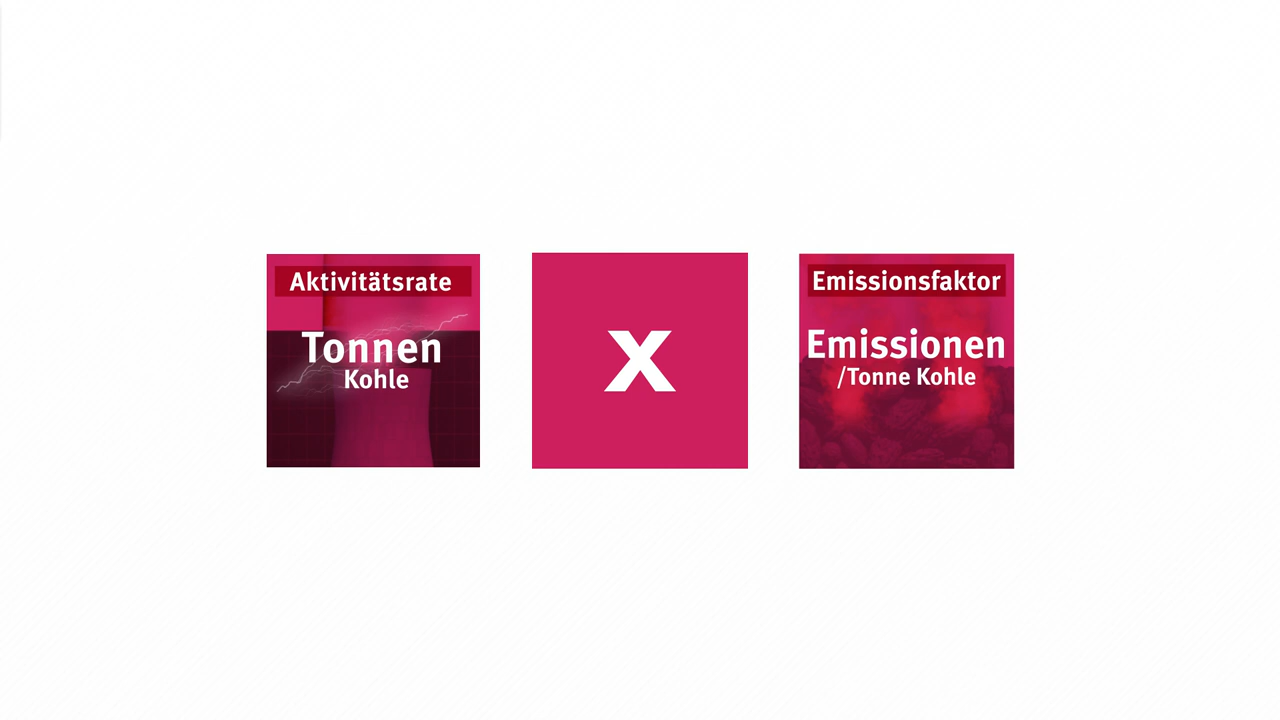 Aktivitätsrate
Tonnen
Kohle
x
Emissionsfaktor
Emissionen
/Tonne Kohle